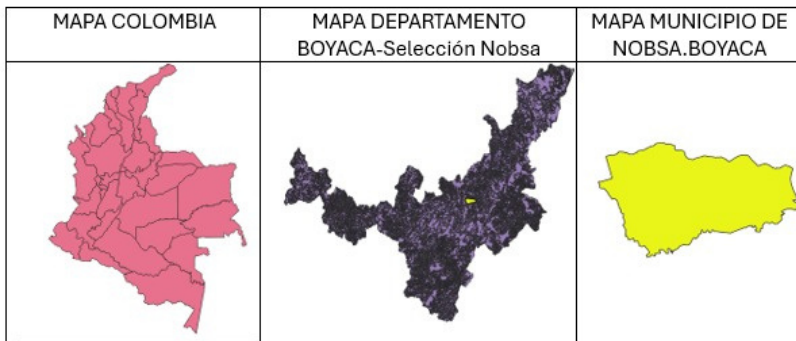 MAPA COLOMBIA
MAPA DEPARTAMENTO
BOYACA-Selección Nobsa
MAPA MUNICIPIO DE
NOBSA.BOYACA